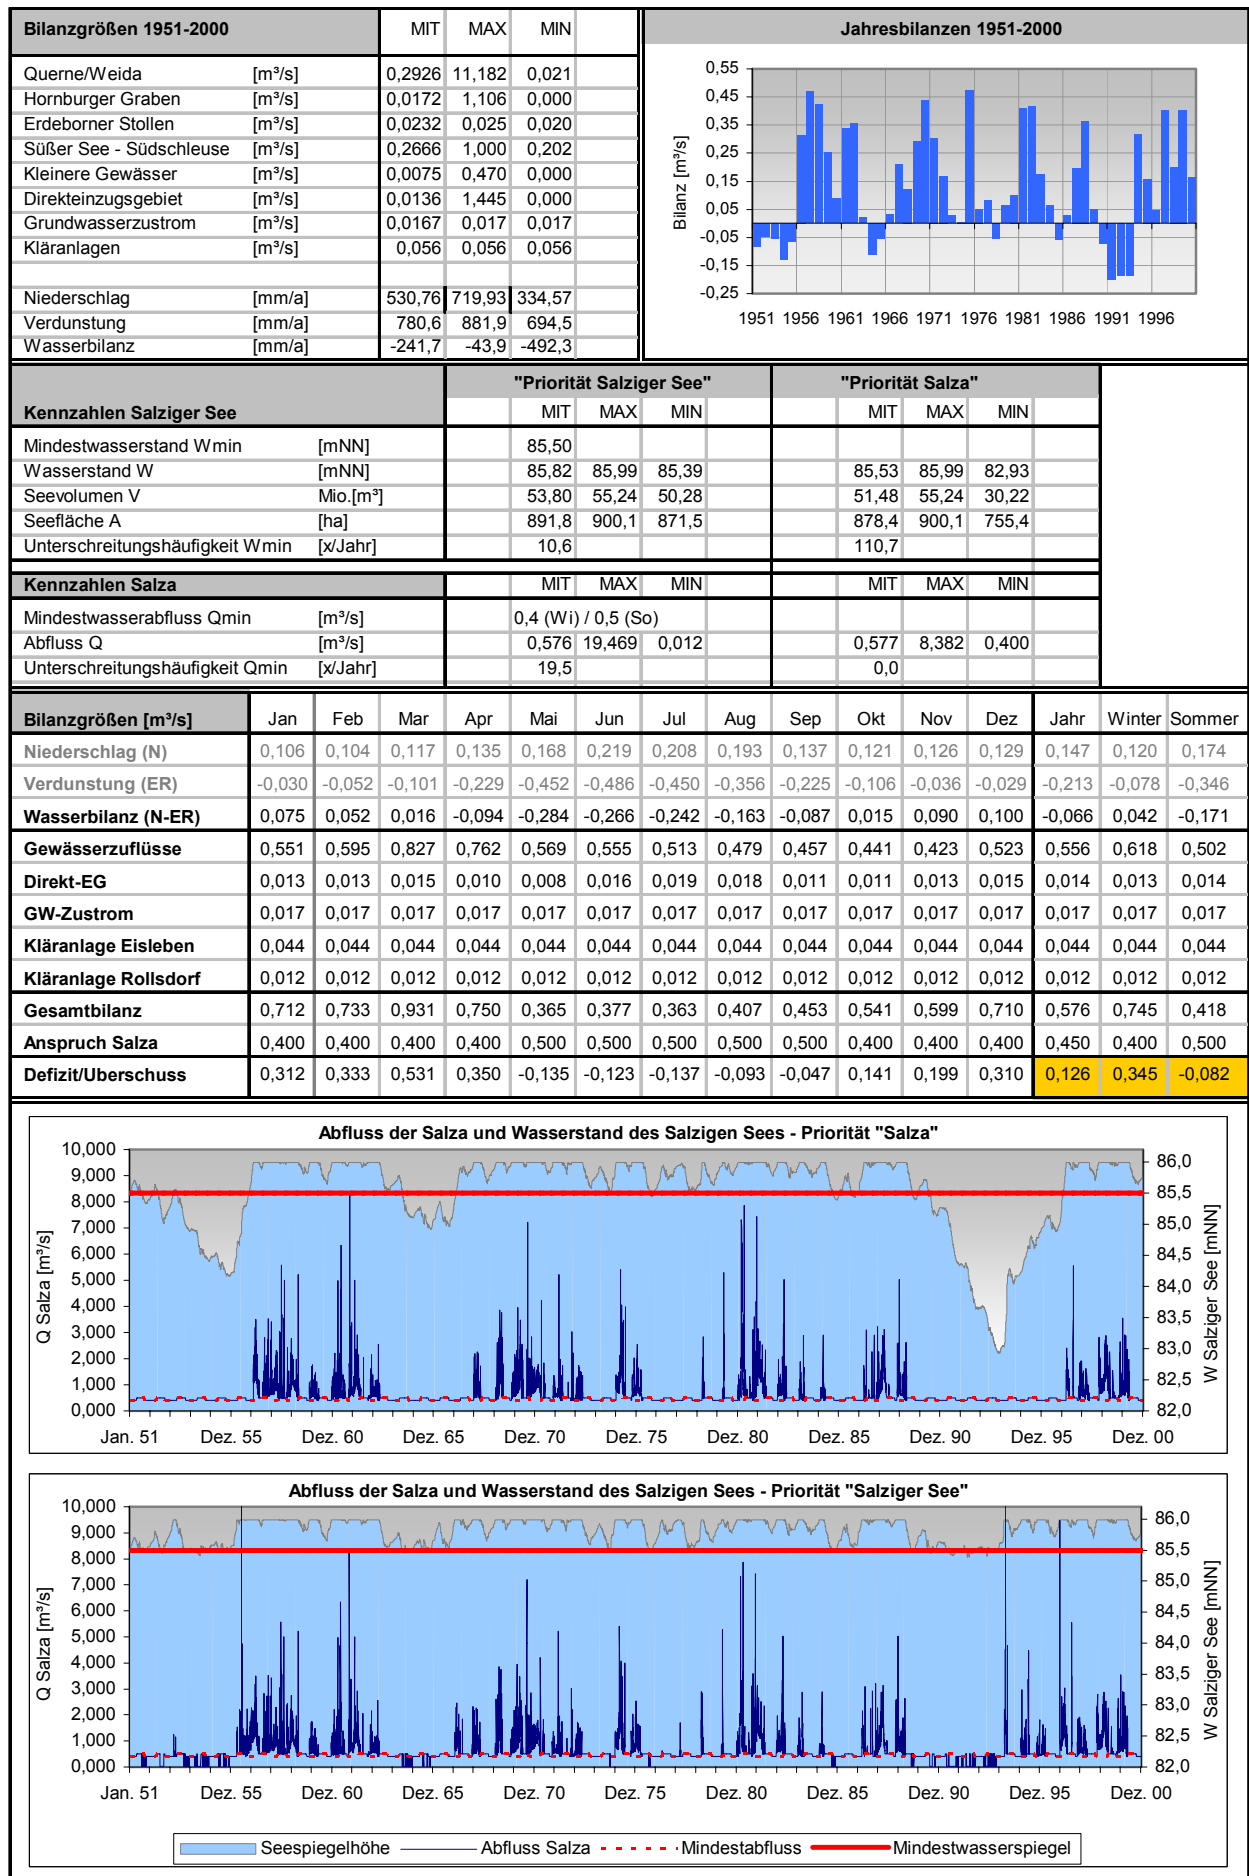 Bilanzgrößen 1951-2000 MIT MAX MIN
Querne/Weida [m³/s] 0,2926 11,182 0,021
Hornburger Graben [m³/s] 0,0172 1,106 0,000
Erdeborner Stollen [m³/s] 0,0232 0,025 0,020
Süßer See - Südschleuse [m³/s] 0,2666 1,000 0,202
Kleinere Gewässer [m³/s] 0,0075 0,470 0,000
Direkteinzugsgebiet [m³/s] 0,0136 1,445 0,000
Grundwasserzustrom [m³/s] 0,0167 0,017 0,017
Kläranlagen [m³/s] 0,056 0,056 0,056
Niederschlag [mm/a] 530,76 719,93 334,57
Verdunstung [mm/a] 780,6 881,9 694,5
Wasserbilanz [mm/a] -241,7 -43,9 -492,3
Jahresbilanzen 1951-2000
Bilanz [m³/s]
0,55
0,45
0,35
0,25
0,15
0,05
-0,05
-0,15
-0,25
1951 1956 1961 1966 1971 1976 1981 1986 1991 1996
"Priorität Salziger See" "Priorität Salza"
Kennzahlen Salziger See MIT MAX MIN MIT MAX MIN
Mindestwasserstand Wmin [mNN] 85,50
Wasserstand W [mNN] 85,82 85,99 85,39 85,53 85,99 82,93
Seevolumen V Mio.[m³] 53,80 55,24 50,28 51,48 55,24 30,22
Seefläche A [ha] 891,8 900,1 871,5 878,4 900,1 755,4
Unterschreitungshäufigkeit Wmin [x/Jahr] 10,6 110,7
Kennzahlen Salza MIT MAX MIN MIT MAX MIN
Mindestwasserabfluss Qmin [m³/s] 0,4 (Wi) / 0,5 (So)
Abfluss Q [m³/s] 0,576 19,469 0,012 0,577 8,382 0,400
Unterschreitungshäufigkeit Qmin [x/Jahr] 19,5 0,0
Bilanzgrößen [m³/s] Jan Feb Mar Apr Mai Jun Jul Aug Sep Okt Nov Dez Jahr Winter Sommer
Niederschlag (N) 0,106 0,104 0,117 0,135 0,168 0,219 0,208 0,193 0,137 0,121 0,126 0,129 0,147 0,120 0,174
Verdunstung (ER) -0,030 -0,052 -0,101 -0,229 -0,452 -0,486 -0,450 -0,356 -0,225 -0,106 -0,036 -0,029 -0,213 -0,078 -0,346
Wasserbilanz (N-ER) 0,075 0,052 0,016 -0,094 -0,284 -0,266 -0,242 -0,163 -0,087 0,015 0,090 0,100 -0,066 0,042 -0,171
Gewässerzuflüsse 0,551 0,595 0,827 0,762 0,569 0,555 0,513 0,479 0,457 0,441 0,423 0,523 0,556 0,618 0,502
Direkt-EG 0,013 0,013 0,015 0,010 0,008 0,016 0,019 0,018 0,011 0,011 0,013 0,015 0,014 0,013 0,014
GW-Zustrom 0,017 0,017 0,017 0,017 0,017 0,017 0,017 0,017 0,017 0,017 0,017 0,017 0,017 0,017 0,017
Kläranlage Eisleben 0,044 0,044 0,044 0,044 0,044 0,044 0,044 0,044 0,044 0,044 0,044 0,044 0,044 0,044 0,044
Kläranlage Rollsdorf 0,012 0,012 0,012 0,012 0,012 0,012 0,012 0,012 0,012 0,012 0,012 0,012 0,012 0,012 0,012
Gesamtbilanz 0,712 0,733 0,931 0,750 0,365 0,377 0,363 0,407 0,453 0,541 0,599 0,710 0,576 0,745 0,418
Anspruch Salza 0,400 0,400 0,400 0,400 0,500 0,500 0,500 0,500 0,500 0,400 0,400 0,400 0,450 0,400 0,500
Defizit/Uberschuss 0,312 0,333 0,531 0,350 -0,135 -0,123 -0,137 -0,093 -0,047 0,141 0,199 0,310 0,126 0,345 -0,082
Abfluss der Salza und Wasserstand des Salzigen Sees - Priorität "Salza"
Q Salza [m³/s]
10,000
9,000
8,000
7,000
6,000
5,000
4,000
3,000
2,000
1,000
0,000
86,0
85,5
85,0
84,5
84,0
83,5
83,0
82,5
82,0
W Salziger See [mNN]
Jan. 51 Dez. 55 Dez. 60 Dez. 65 Dez. 70 Dez. 75 Dez. 80 Dez. 85 Dez. 90 Dez. 95 Dez. 00
Abfluss der Salza und Wasserstand des Salzigen Sees - Priorität "Salziger See"
Q Salza [m³/s]
10,000
9,000
8,000
7,000
6,000
5,000
4,000
3,000
2,000
1,000
0,000
86,0
85,5
85,0
84,5
84,0
83,5
83,0
82,5
82,0
W Salziger See [mNN]
Jan. 51 Dez. 55 Dez. 60 Dez. 65 Dez. 70 Dez. 75 Dez. 80 Dez. 85 Dez. 90 Dez. 95 Dez. 00
Seespiegelhöhe Abfluss Salza Mindestabfluss Mindestwasserspiegel